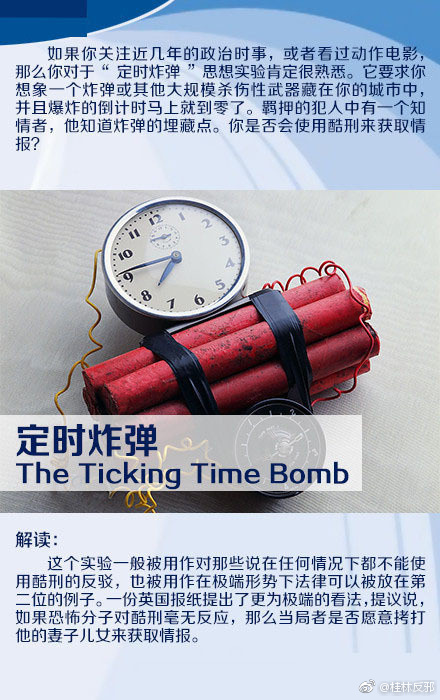 如果你关注近几年的政治时事，或者看过动作电影，
那么你对于“ 定时炸弹 ”思想实验肯定很熟悉。它要求你
想象一个炸弹或其他大规模杀伤性武器藏在你的城市中，
并且爆炸的倒计时马上就到零了。羁押的犯人中有一个知
情者，他知道炸弹的埋藏点。你是否会使用酷刑来获取情
报？
定时炸弹
The Ticking Time Bomb
解读：
这个实验一般被用作对那些说在任何情况下都不能使
用酷刑的反驳，也被用作在极端形势下法律可以被放在第
二位的例子。一份英国报纸提出了更为极端的看法，提议说，
如果恐怖分子对酷刑毫无反应，那么当局者是否愿意拷打
他的妻子儿女来获取情报。
@桂林反邪